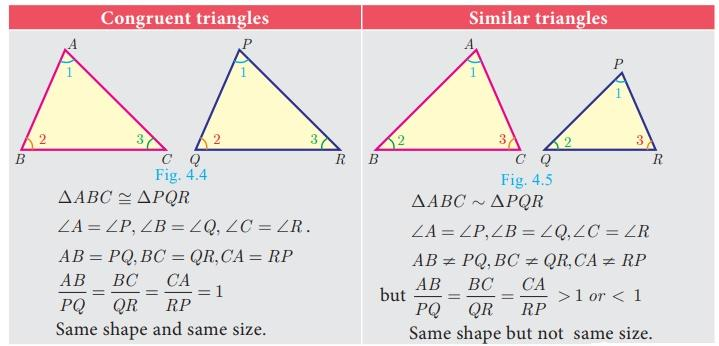 Congruent triangles
A
1
2
3
B
C
P
1
2
3
Q
R
Fig. 4.4
ΔABC ≅ ΔPQR
∠A = ∠P, ∠B = ∠Q, ∠C = ∠R.
AB = PQ, BC = QR, CA = RP
AB/PQ = BC/QR = CA/RP = 1
Same shape and same size.
Similar triangles
A
1
2
3
B
C
P
1
2
3
Q
R
Fig. 4.5
ΔABC ~ ΔPQR
∠A = ∠P, ∠B = ∠Q, ∠C = ∠R
AB ≠ PQ, BC ≠ QR, CA ≠ RP
but AB/PQ = BC/QR = CA/RP > 1 or < 1
Same shape but not same size.